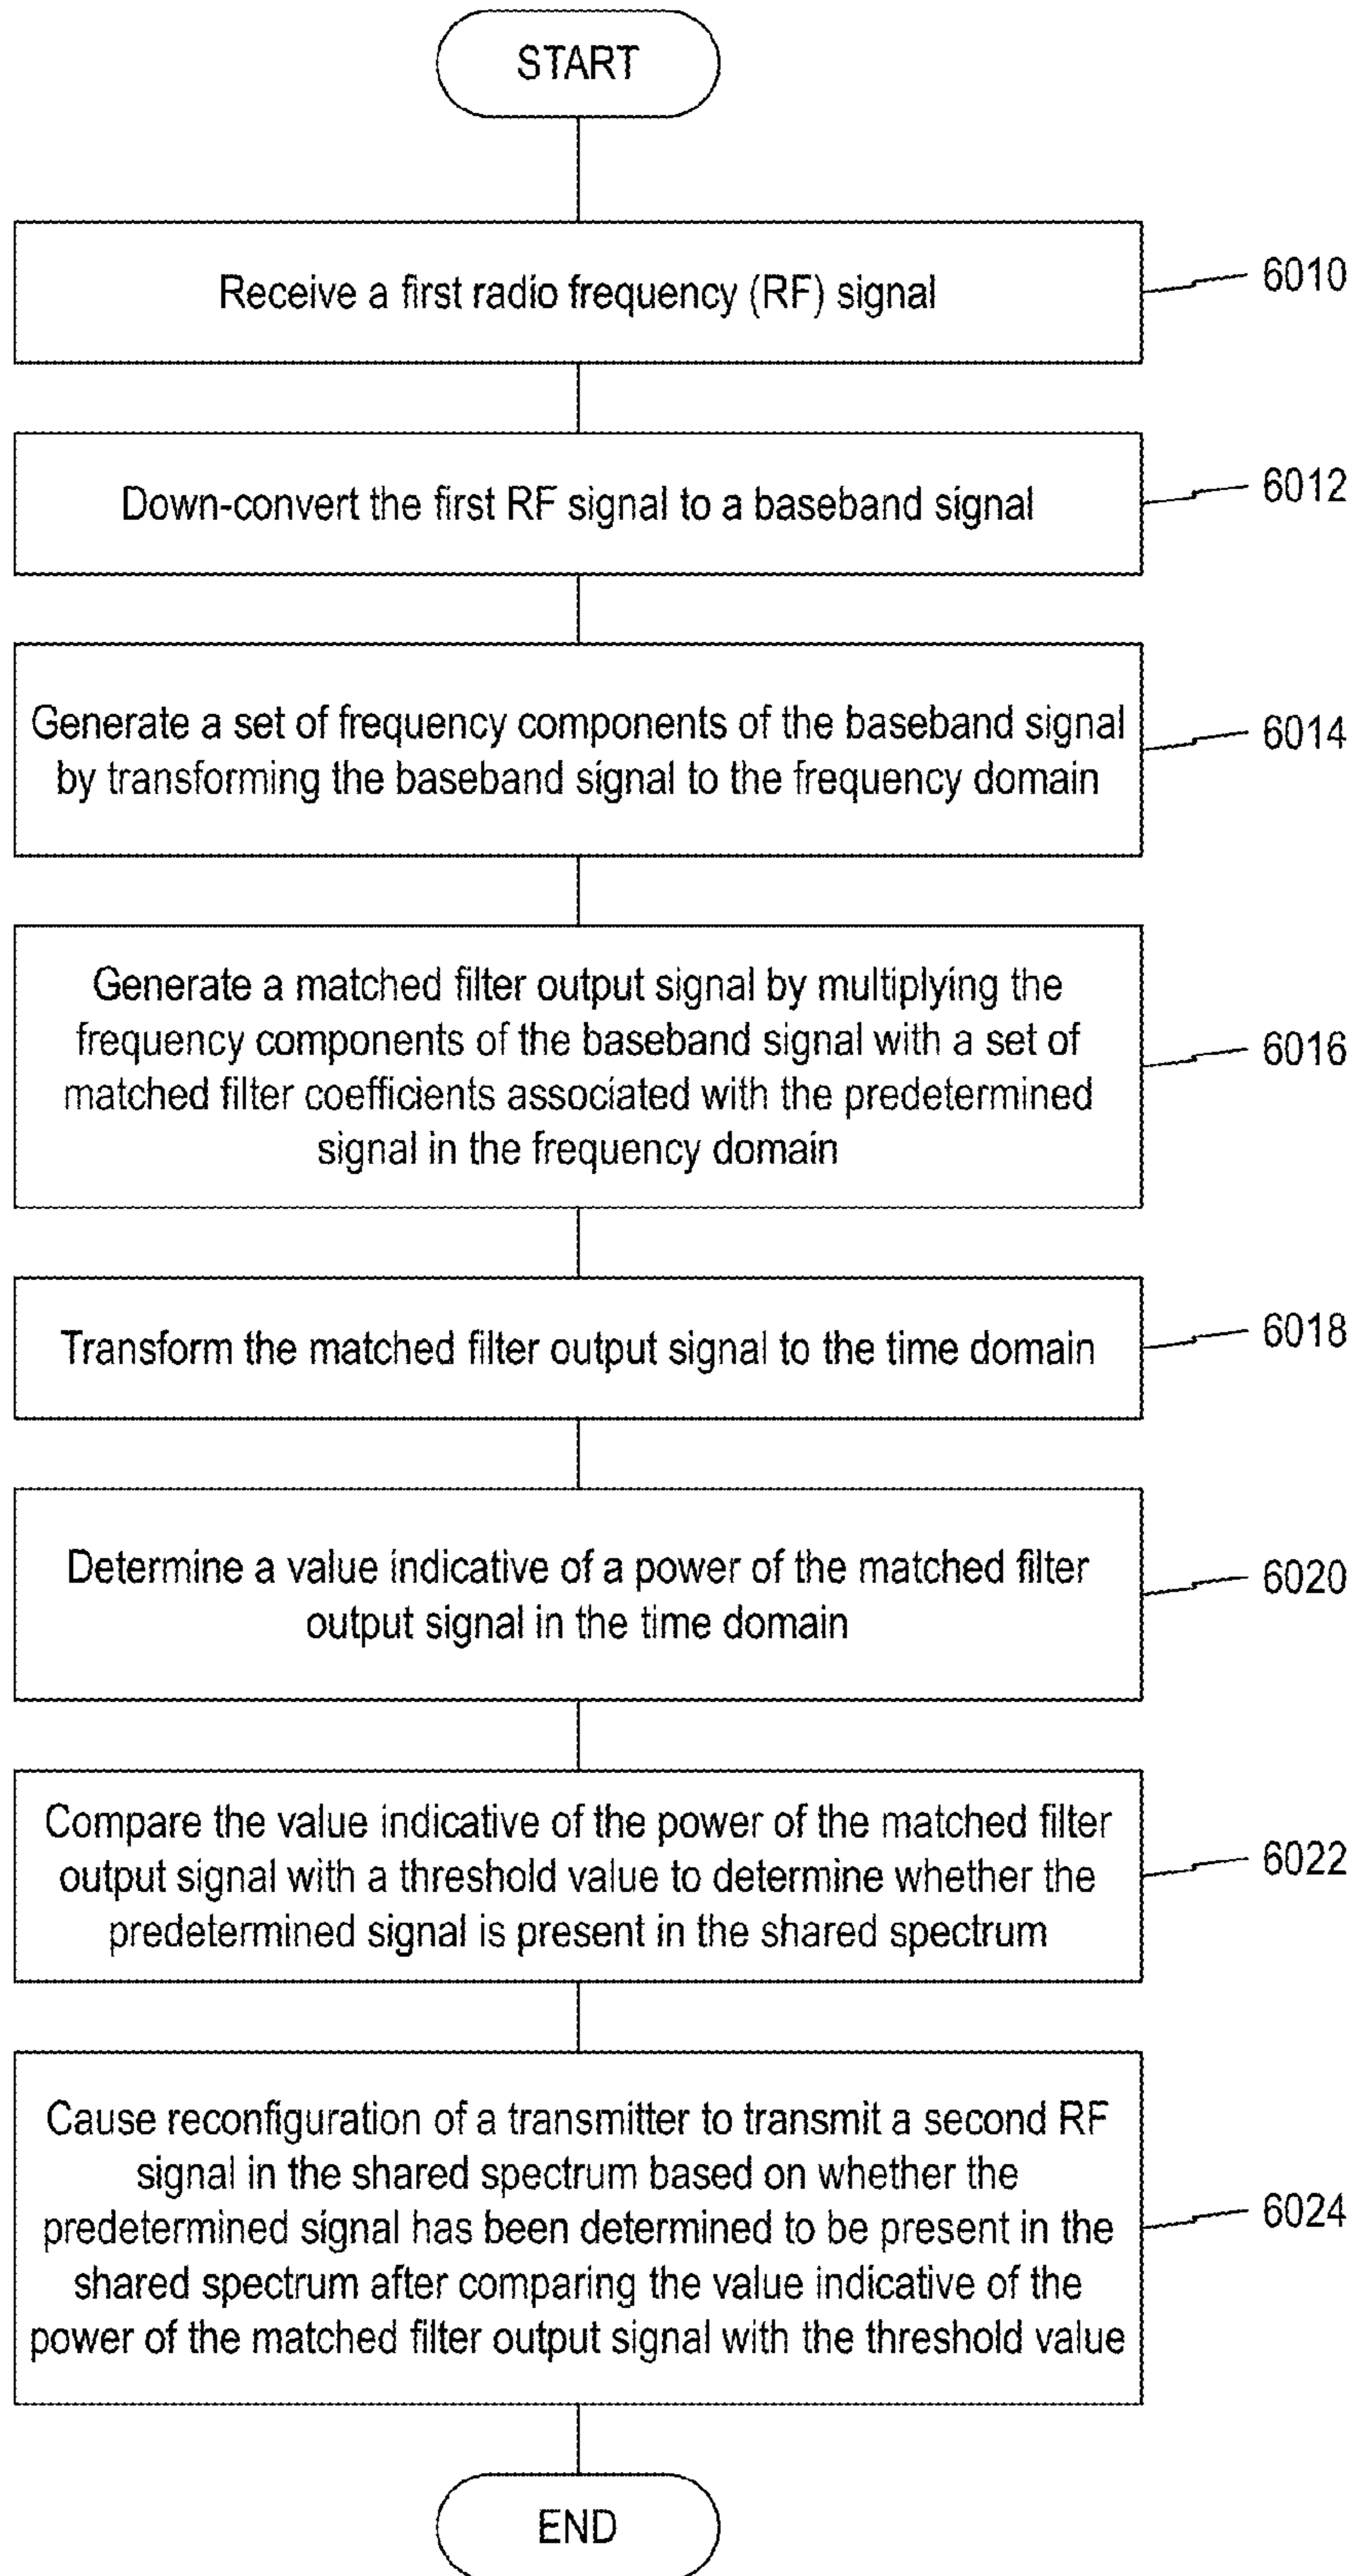 START
Receive a first radio frequency (RF) signal
6010
Down-convert the first RF signal to a baseband signal
6012
Generate a set of frequency components of the baseband signal
by transforming the baseband signal to the frequency domain
6014
Generate a matched filter output signal by multiplying the
frequency components of the baseband signal with a set of
matched filter coefficients associated with the predetermined
signal in the frequency domain
6016
Transform the matched filter output signal to the time domain
6018
Determine a value indicative of a power of the matched filter
output signal in the time domain
6020
Compare the value indicative of the power of the matched filter
output signal with a threshold value to determine whether the
predetermined signal is present in the shared spectrum
6022
Cause reconfiguration of a transmitter to transmit a second RF
signal in the shared spectrum based on whether the
predetermined signal has been determined to be present in the
shared spectrum after comparing the value indicative of the
power of the matched filter output signal with the threshold value
6024
END